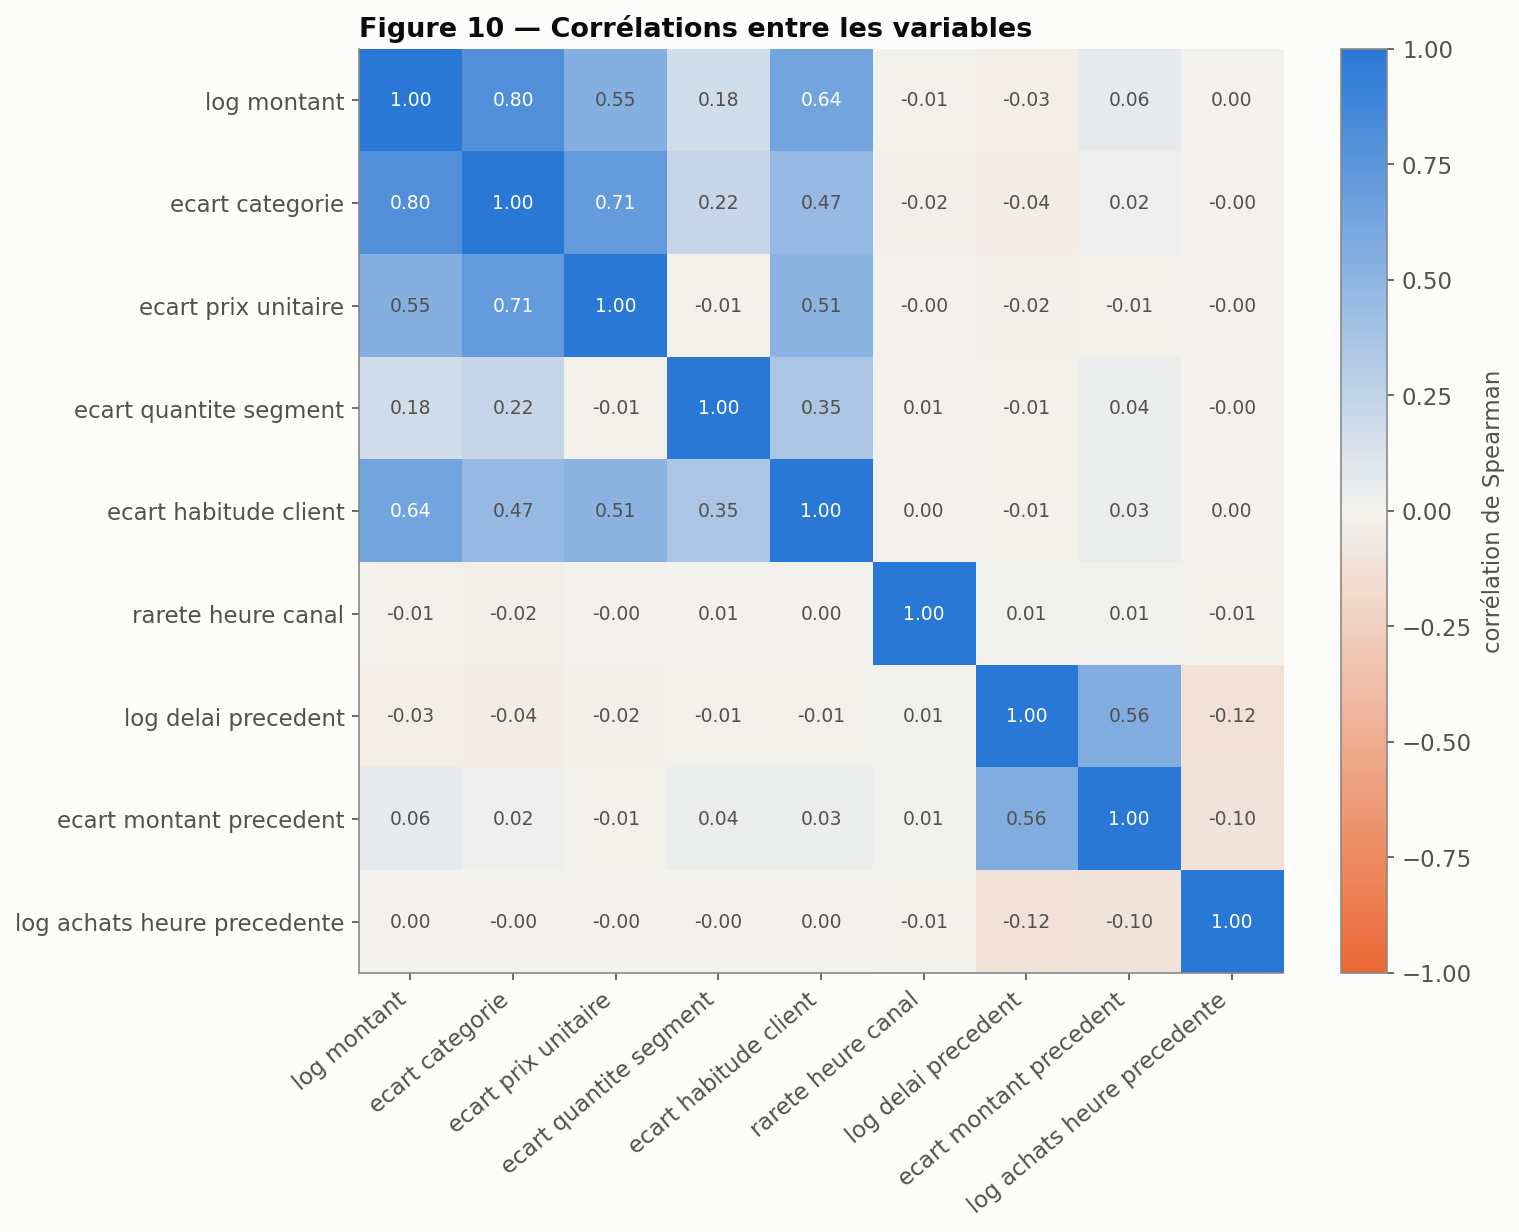 Figure 10 — Corrélations entre les variables
log montant 1.00 0.80 0.55 0.18 0.64 -0.01 -0.03 0.06 0.00
ecart categorie 0.80 1.00 0.71 0.22 0.47 -0.02 -0.04 0.02 -0.00
ecart prix unitaire 0.55 0.71 1.00 -0.01 0.51 -0.00 -0.02 -0.01 -0.00
ecart quantite segment 0.18 0.22 -0.01 1.00 0.35 0.01 -0.01 0.04 -0.00
ecart habitude client 0.64 0.47 0.51 0.35 1.00 0.00 -0.01 0.03 0.00
rarete heure canal -0.01 -0.02 -0.00 0.01 0.00 1.00 0.01 0.01 -0.01
log delai precedent -0.03 -0.04 -0.02 -0.01 -0.01 0.01 1.00 0.56 -0.12
ecart montant precedent 0.06 0.02 -0.01 0.04 0.03 0.01 0.56 1.00 -0.10
log achats heure precedente 0.00 -0.00 -0.00 -0.00 0.00 -0.01 -0.12 -0.10 1.00
log montant
ecart categorie
ecart prix unitaire
ecart quantite segment
ecart habitude client
rarete heure canal
log delai precedent
ecart montant precedent
log achats heure precedente
1.00
0.75
0.50
0.25
0.00
−0.25
−0.50
−0.75
−1.00
corrélation de Spearman